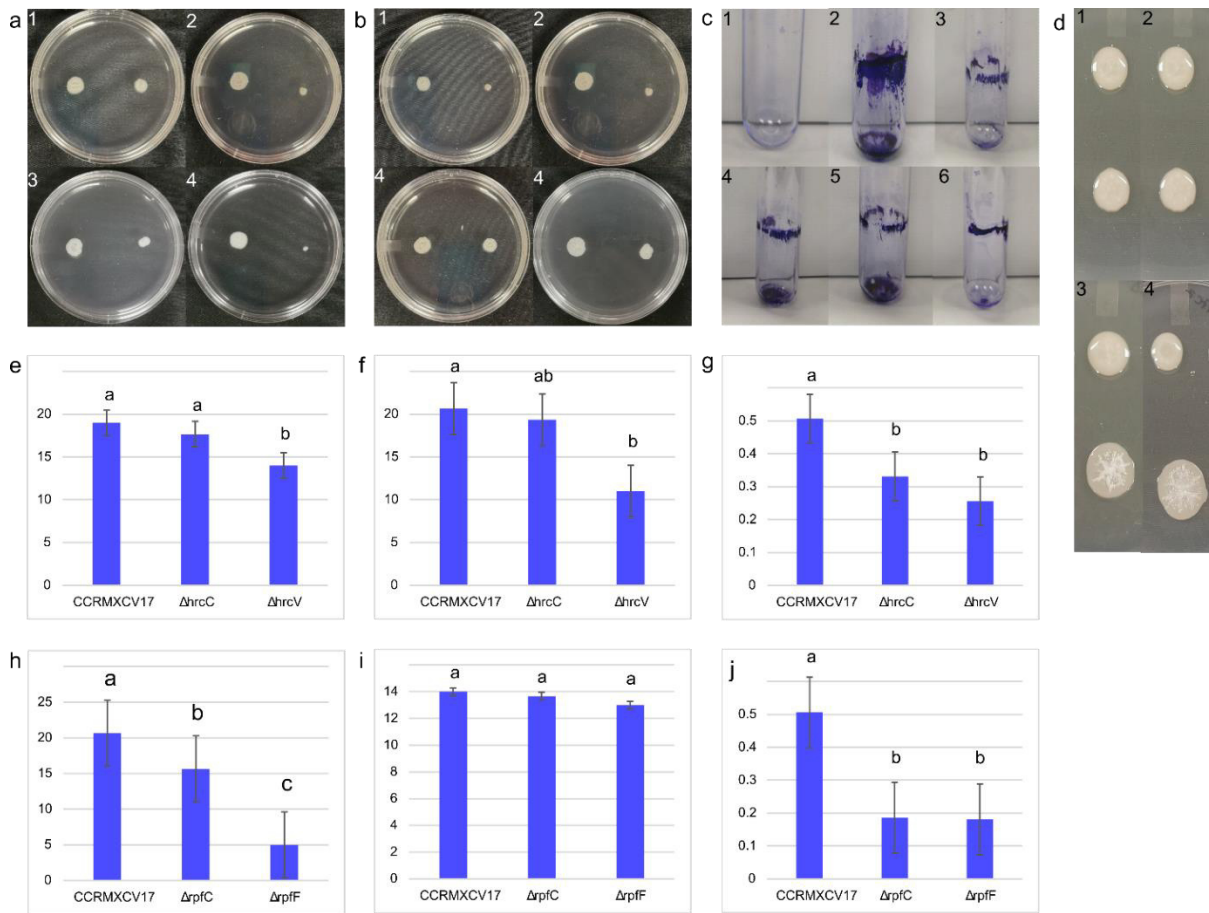 a 1 2 b 1 2 c 1 2 3 d 1 2
3 4 4 4 4 5 6 3 4
e f g
a a b
20
15
10
5
0
CCRMXCV17 ΔhrcC ΔhrcV
a ab b
20
15
10
5
0
CCRMXCV17 ΔhrcC ΔhrcV
a b b
0.5
0.4
0.3
0.2
0.1
0
CCRMXCV17 ΔhrcC ΔhrcV
h i j
a b c
25
20
15
10
5
0
CCRMXCV17 ΔrpfC ΔrpfF
a a a
14
12
10
8
6
4
2
0
CCRMXCV17 ΔrpfC ΔrpfF
a b b
0.5
0.4
0.3
0.2
0.1
0
CCRMXCV17 ΔrpfC ΔrpfF